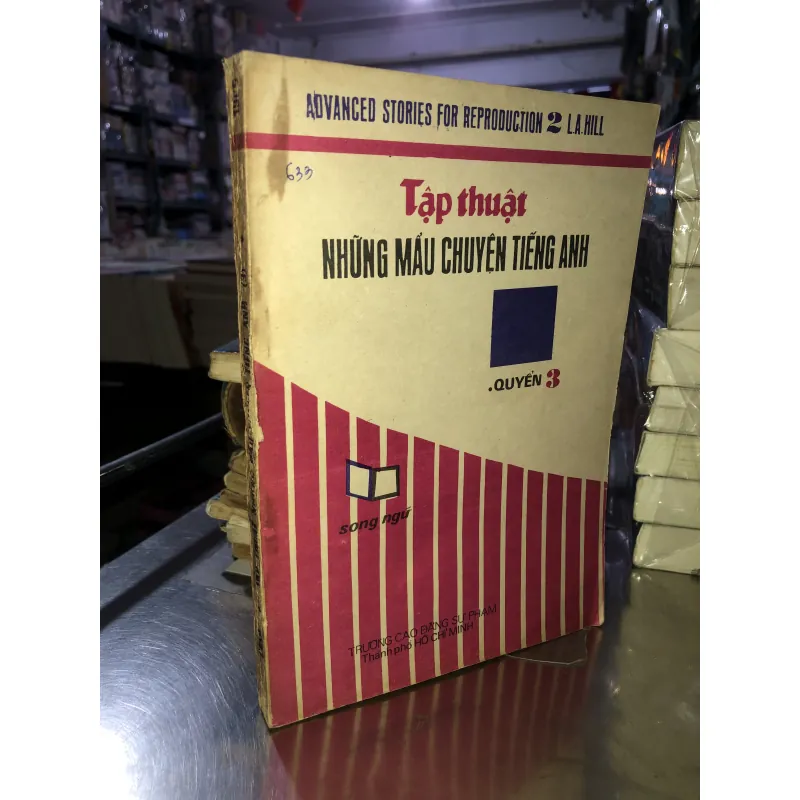 ADVANCED STORIES FOR REPRODUCTION 2 L.A. HILL
633
Tập thuật
NHỮNG MẨU CHUYỆN TIẾNG ANH
.QUYỂN 3
song ngữ
TRƯỜNG CAO ĐẲNG SƯ PHẠM
Thành phố HỒ CHÍ MINH